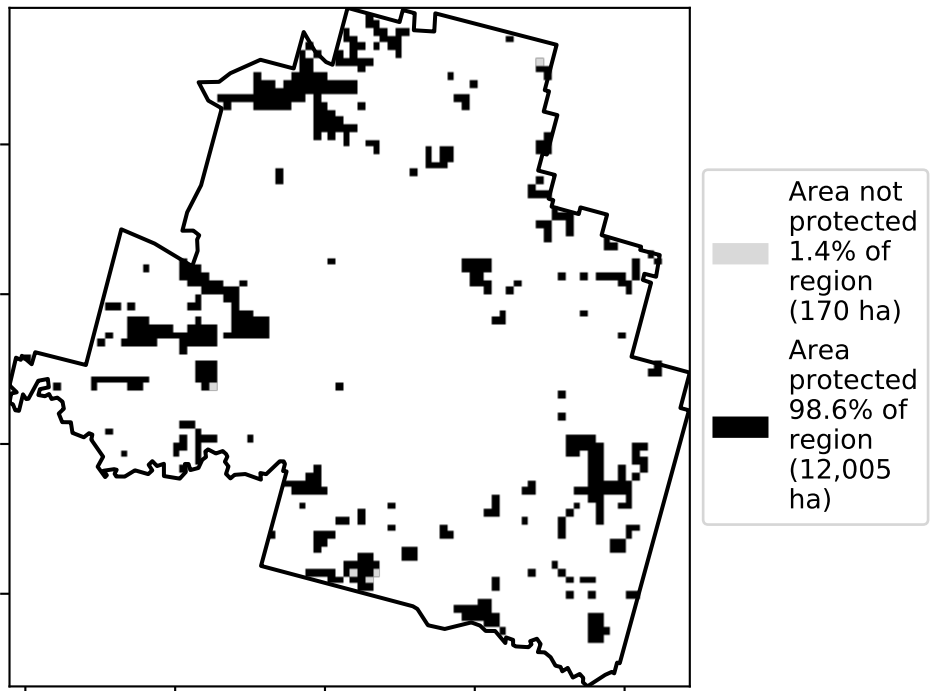 Area not
protected
1.4% of
region
(170 ha)
Area
protected
98.6% of
region
(12,005
ha)